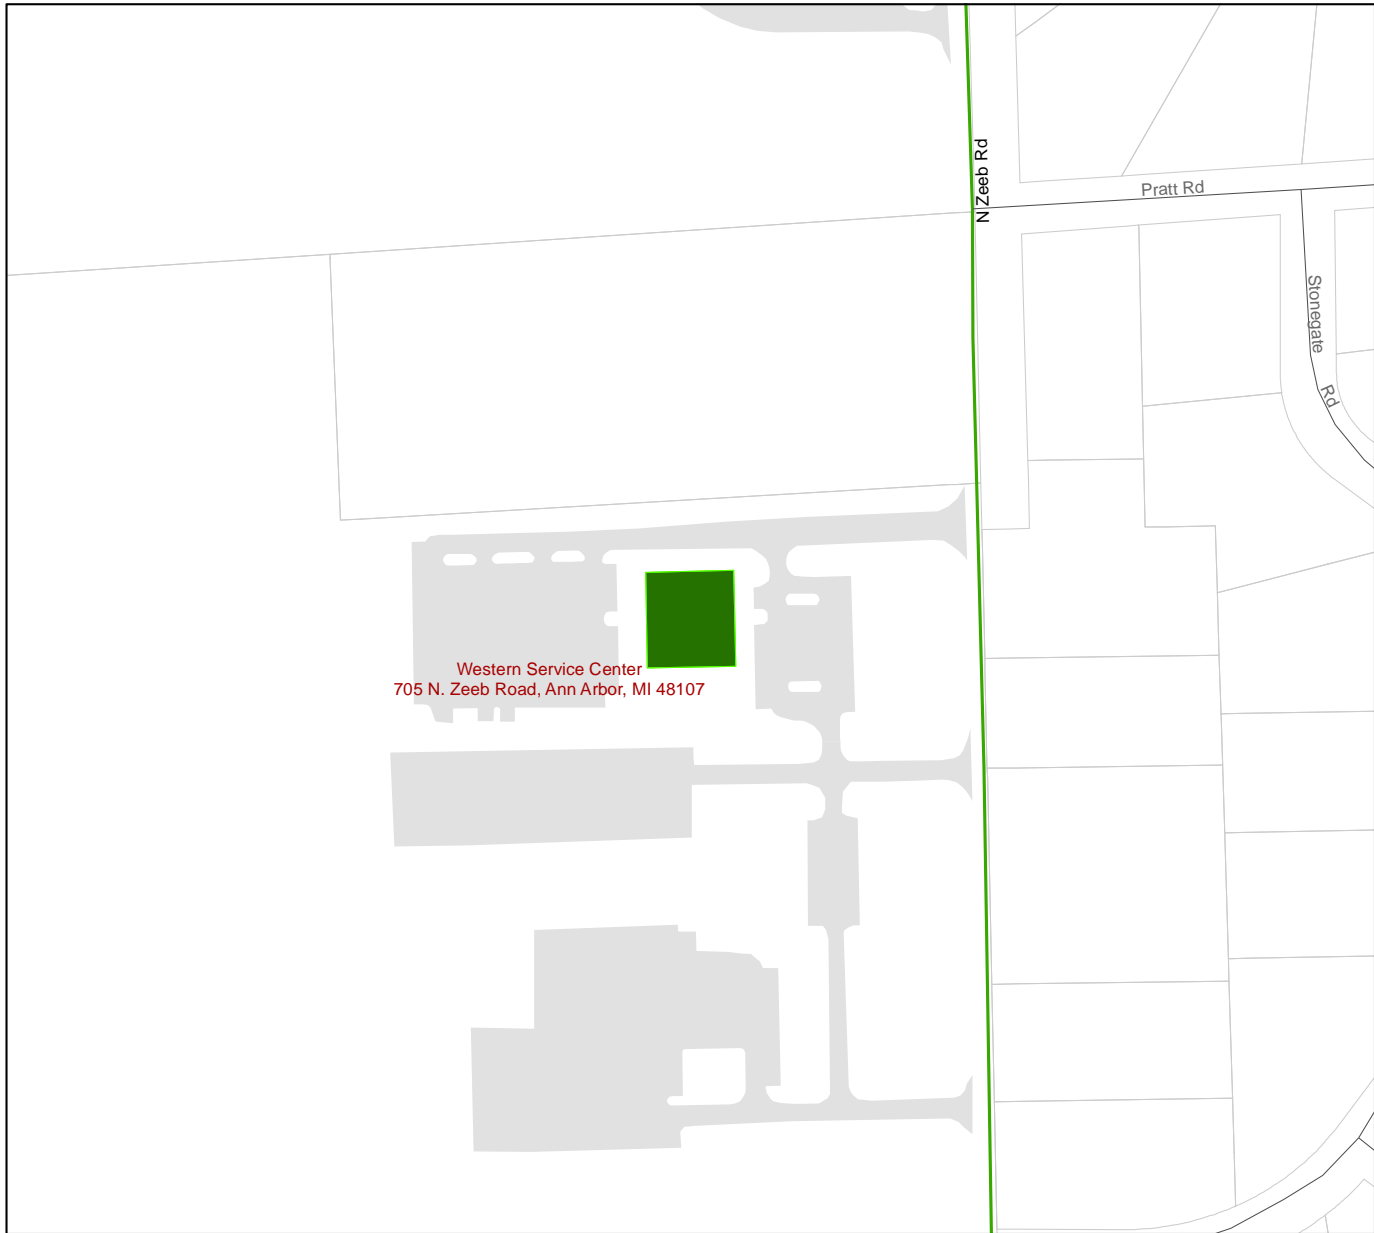 N Zeeb Rd
Pratt Rd
Stonegate
Rd
Western Service Center
705 N. Zeeb Road, Ann Arbor, MI 48107